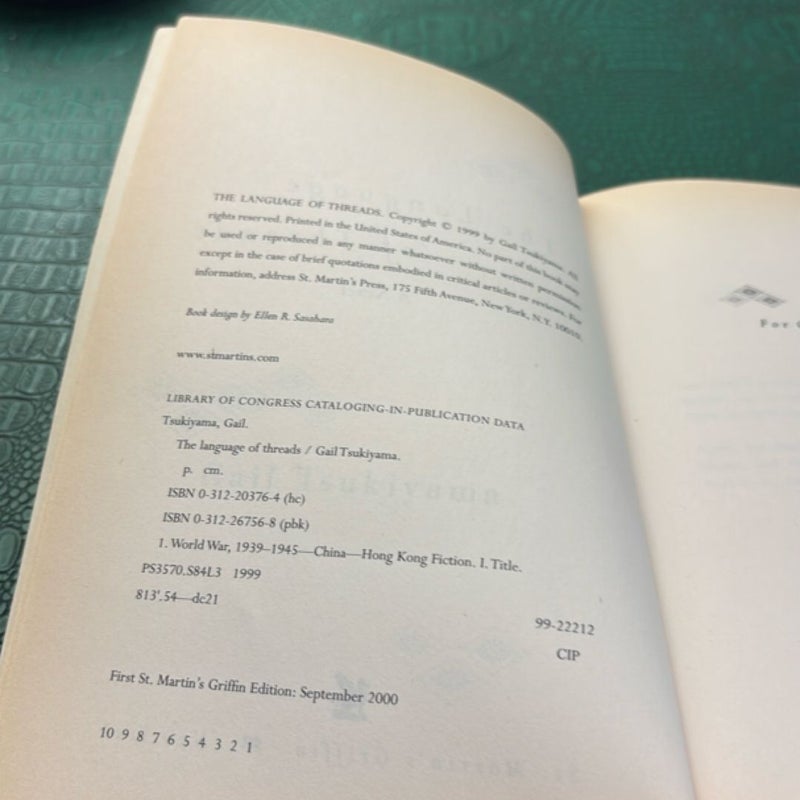 THE LANGUAGE OF THREADS. Copyright © 1999 by Gail Tsukiyama. All
rights reserved. Printed in the United States of America. No part of this book may
be used or reproduced in any manner whatsoever without written permission
except in the case of brief quotations embodied in critical articles or reviews. For
information, address St. Martin's Press, 175 Fifth Avenue, New York, N.Y. 10010.
Book design by Ellen R. Sasahara
www.stmartins.com
LIBRARY OF CONGRESS CATALOGING-IN-PUBLICATION DATA
Tsukiyama, Gail.
The language of threads / Gail Tsukiyama.
p. cm.
ISBN 0-312-20376-4 (hc)
ISBN 0-312-26756-8 (pbk)
1. World War, 1939–1945—China—Hong Kong Fiction. I. Title.
PS3570.S84L3 1999
813'.54—dc21
99-22212
CIP
First St. Martin's Griffin Edition: September 2000
10 9 8 7 6 5 4 3 2 1
For